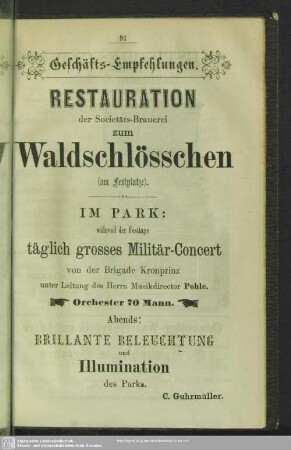 91
Geschäfts-Empfehlungen.
RESTAURATION
der Societäts-Brauerei
zum
Waldschlösschen
(am Festplatze).
IM PARK:
während der Festtage
täglich grosses Militär-Concert
von der Brigade Kronprinz
unter Leitung des Herrn Musikdirector Pohle.
Orchester 70 Mann.
Abends:
BRILLANTE BELEUCHTUNG
und
Illumination
des Parks.
C. Guhrmüller.